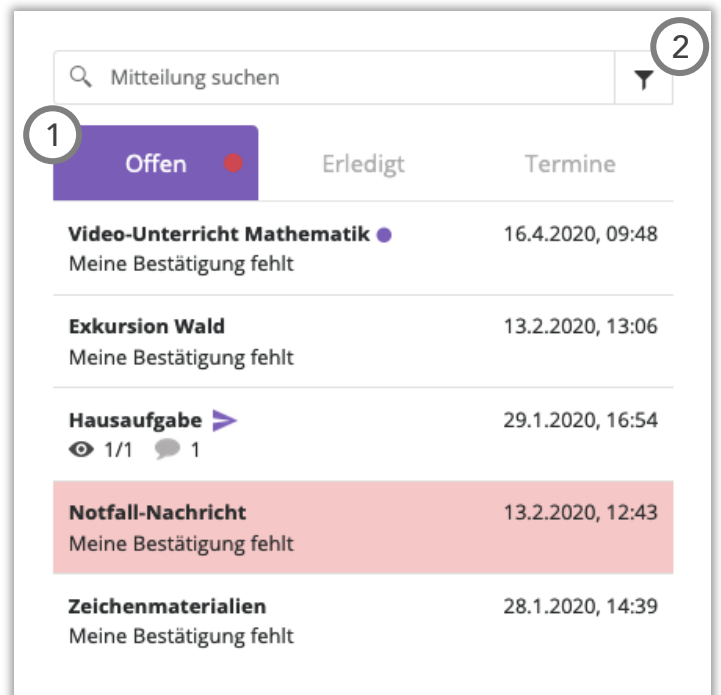 2
Mitteilung suchen
1
Offen Erledigt Termine
Video-Unterricht Mathematik 16.4.2020, 09:48
Meine Bestätigung fehlt
Exkursion Wald 13.2.2020, 13:06
Meine Bestätigung fehlt
Hausaufgabe 29.1.2020, 16:54
1/1 1
Notfall-Nachricht 13.2.2020, 12:43
Meine Bestätigung fehlt
Zeichenmaterialien 28.1.2020, 14:39
Meine Bestätigung fehlt